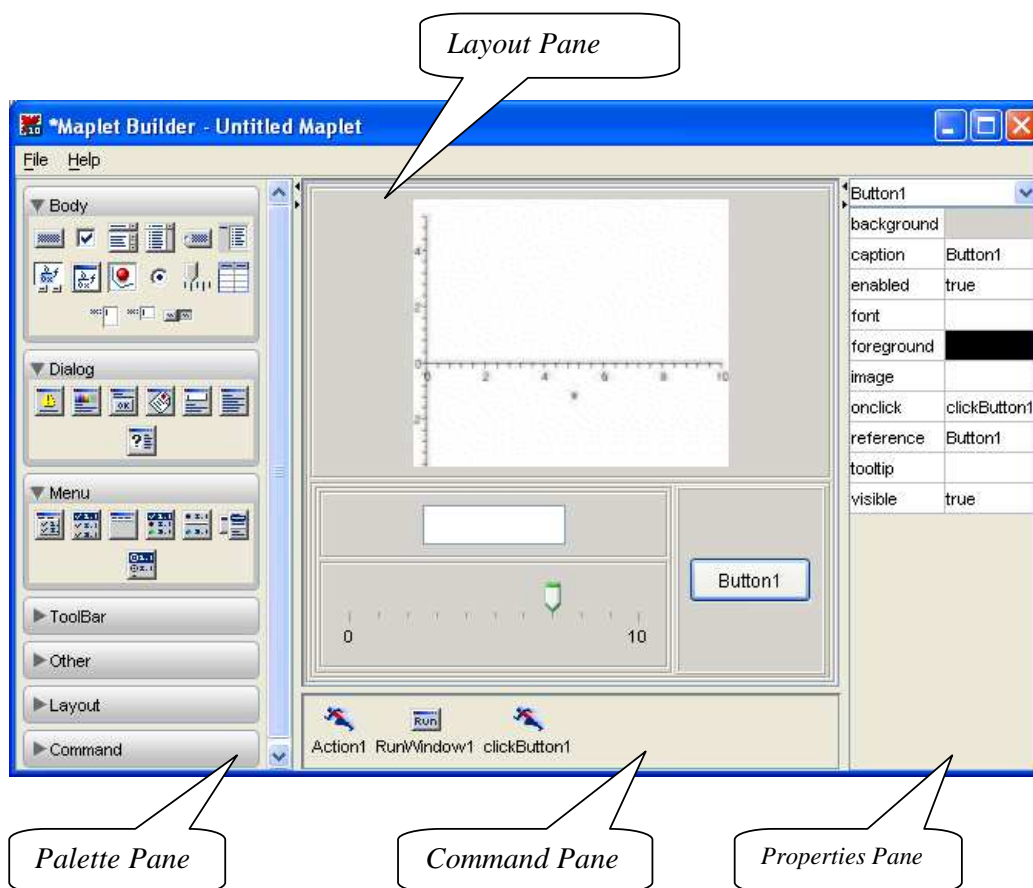 Layout Pane
*Maplet Builder - Untitled Maplet
File Help
Body
Dialog
Menu
ToolBar
Other
Layout
Command
0 2 4 6 8 10
Button1
0 10
Action1 RunWindow1 clickButton1
Button1
background
caption Button1
enabled true
font
foreground
image
onclick clickButton1
reference Button1
tooltip
visible true
Palette Pane
Command Pane
Properties Pane